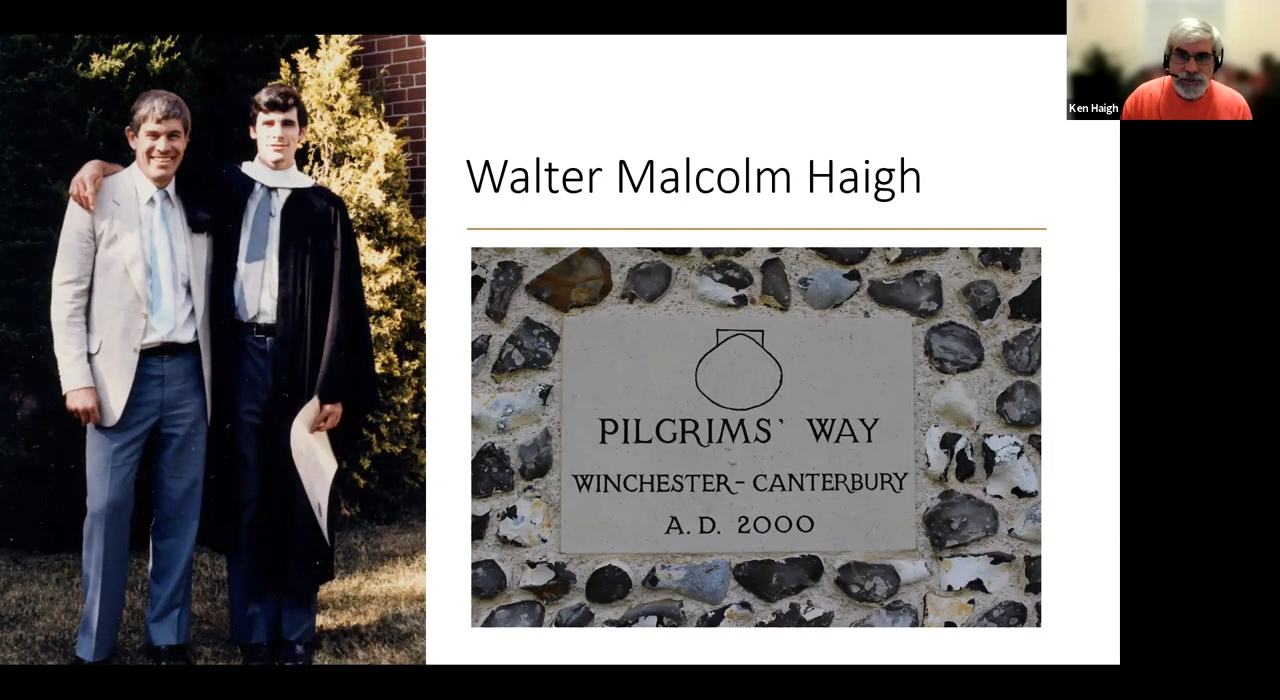 Ken Haigh
Walter Malcolm Haigh
PILGRIMS' WAY
WINCHESTER - CANTERBURY
A.D. 2000